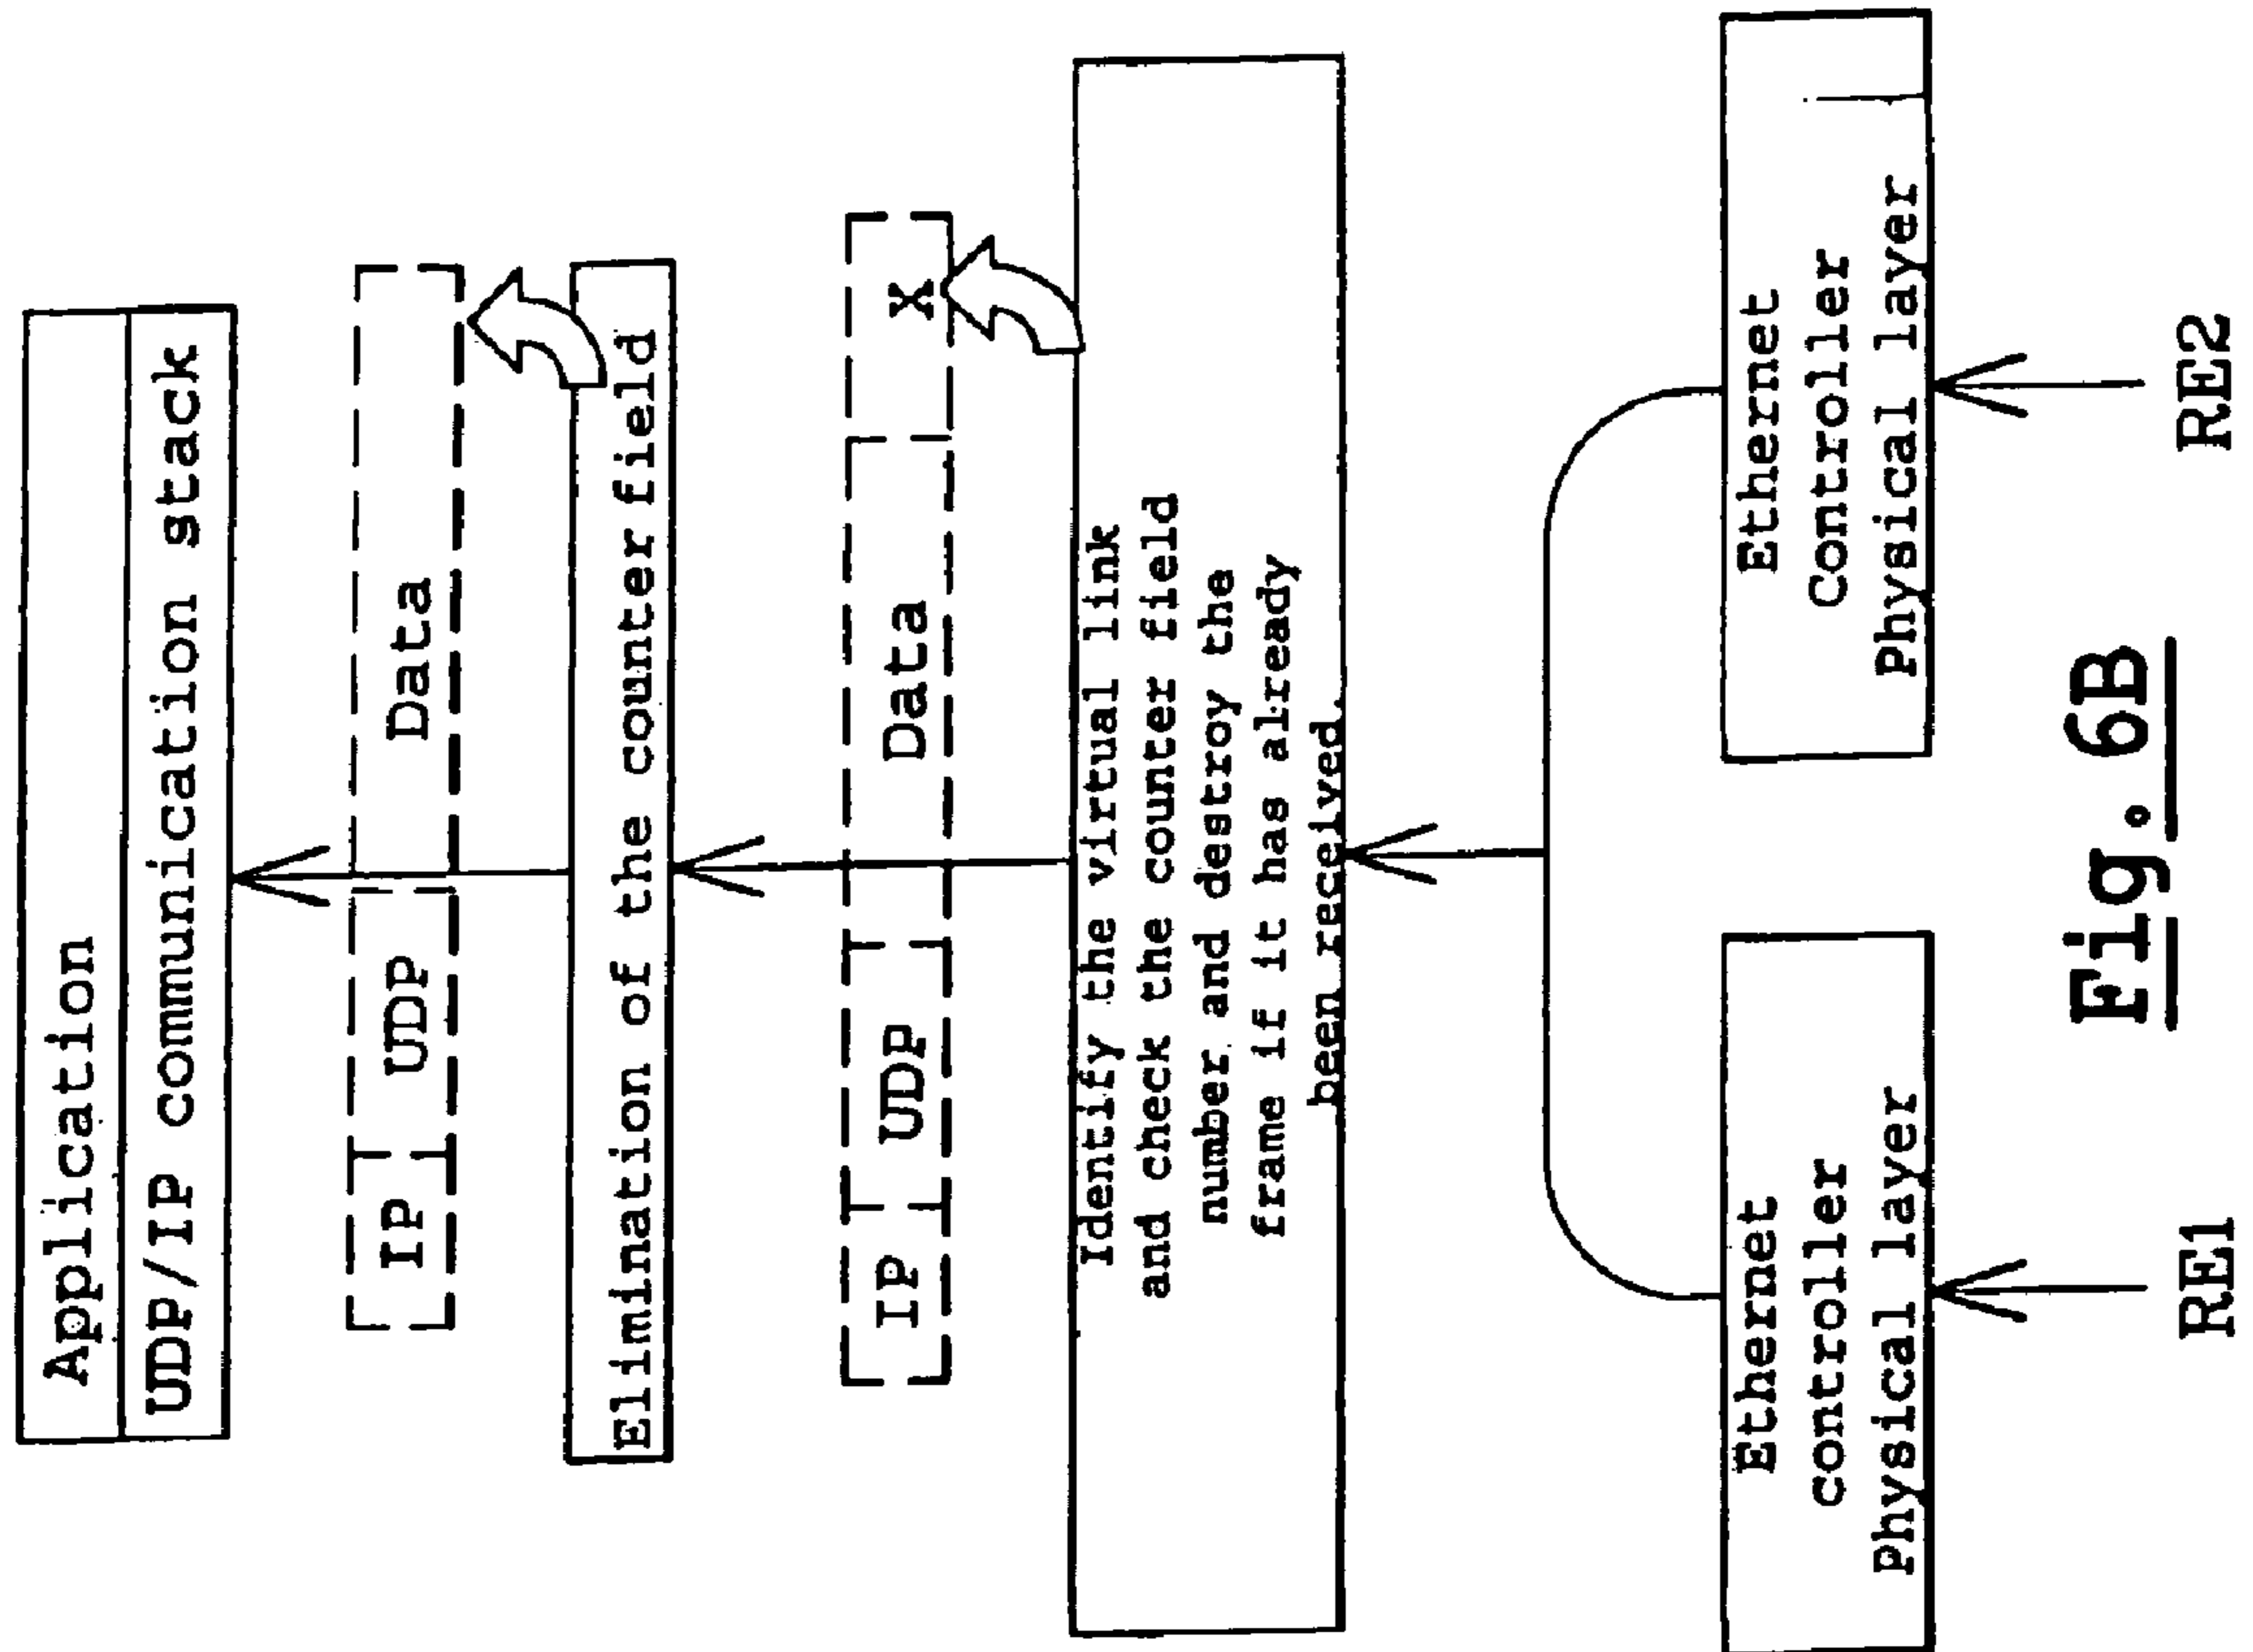 Application
UDP/IP communication stack
IP UDP Data
Elimination of the counter field
IP UDP Data x
Identify the virtual link
and check the counter field
number and destroy the
frame if it has already
been received.
Ethernet
controller
Physical layer
Ethernet
Controller
Physical layer
RE1
RE2
Fig. 6B